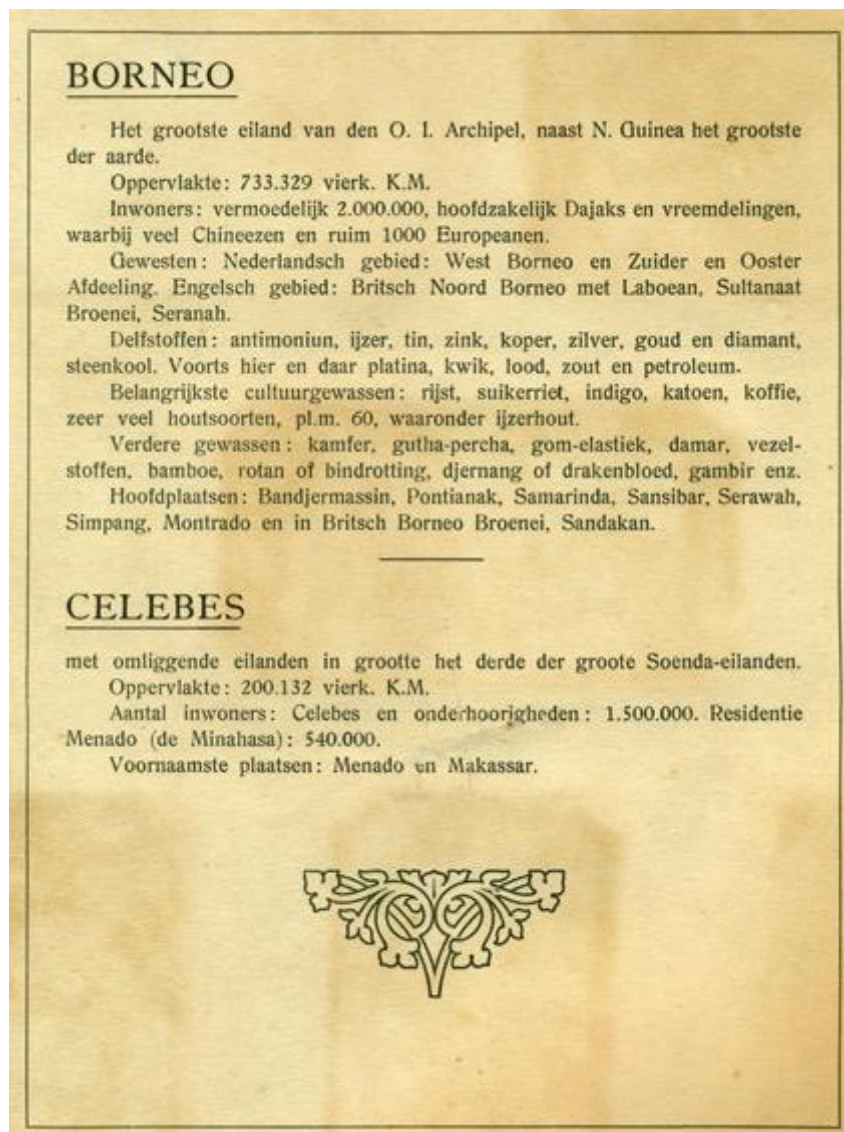 BORNEO
Het grootste eiland van den O. I. Archipel, naast N. Guinea het grootste
der aarde.
Oppervlakte: 733.329 vierk. K.M.
Inwoners: vermoedelijk 2.000.000, hoofdzakelijk Dajaks en vreemdelingen,
waarbij veel Chineezen en ruim 1000 Europeanen.
Gewesten: Nederlandsch gebied: West Borneo en Zuider en Ooster
Afdeeling. Engelsch gebied: Britsch Noord Borneo met Laboean, Sultanaat
Broenei, Seranah.
Delfstoffen: antimoniun, ijzer, tin, zink, koper, zilver, goud en diamant,
steenkool. Voorts hier en daar platina, kwik, lood, zout en petroleum.
Belangrijkste cultuurgewassen: rijst, suikerriet, indigo, katoen, koffie,
zeer veel houtsoorten, pl.m. 60, waaronder ijzerhout.
Verdere gewassen: kamfer, gutha-percha, gom-elastiek, damar, vezel-
stoffen, bamboe, rotan of bindrotting, djernang of drakenbloed, gambir enz.
Hoofdplaatsen: Bandjermassin, Pontianak, Samarinda, Sansibar, Serawah,
Simpang, Montrado en in Britsch Borneo Broenei, Sandakan.
CELEBES
met omliggende eilanden in grootte het derde der groote Soenda-eilanden.
Oppervlakte: 200.132 vierk. K.M.
Aantal inwoners: Celebes en onderhoorigheden: 1.500.000. Residentie
Menado (de Minahasa): 540.000.
Voornaamste plaatsen: Menado en Makassar.